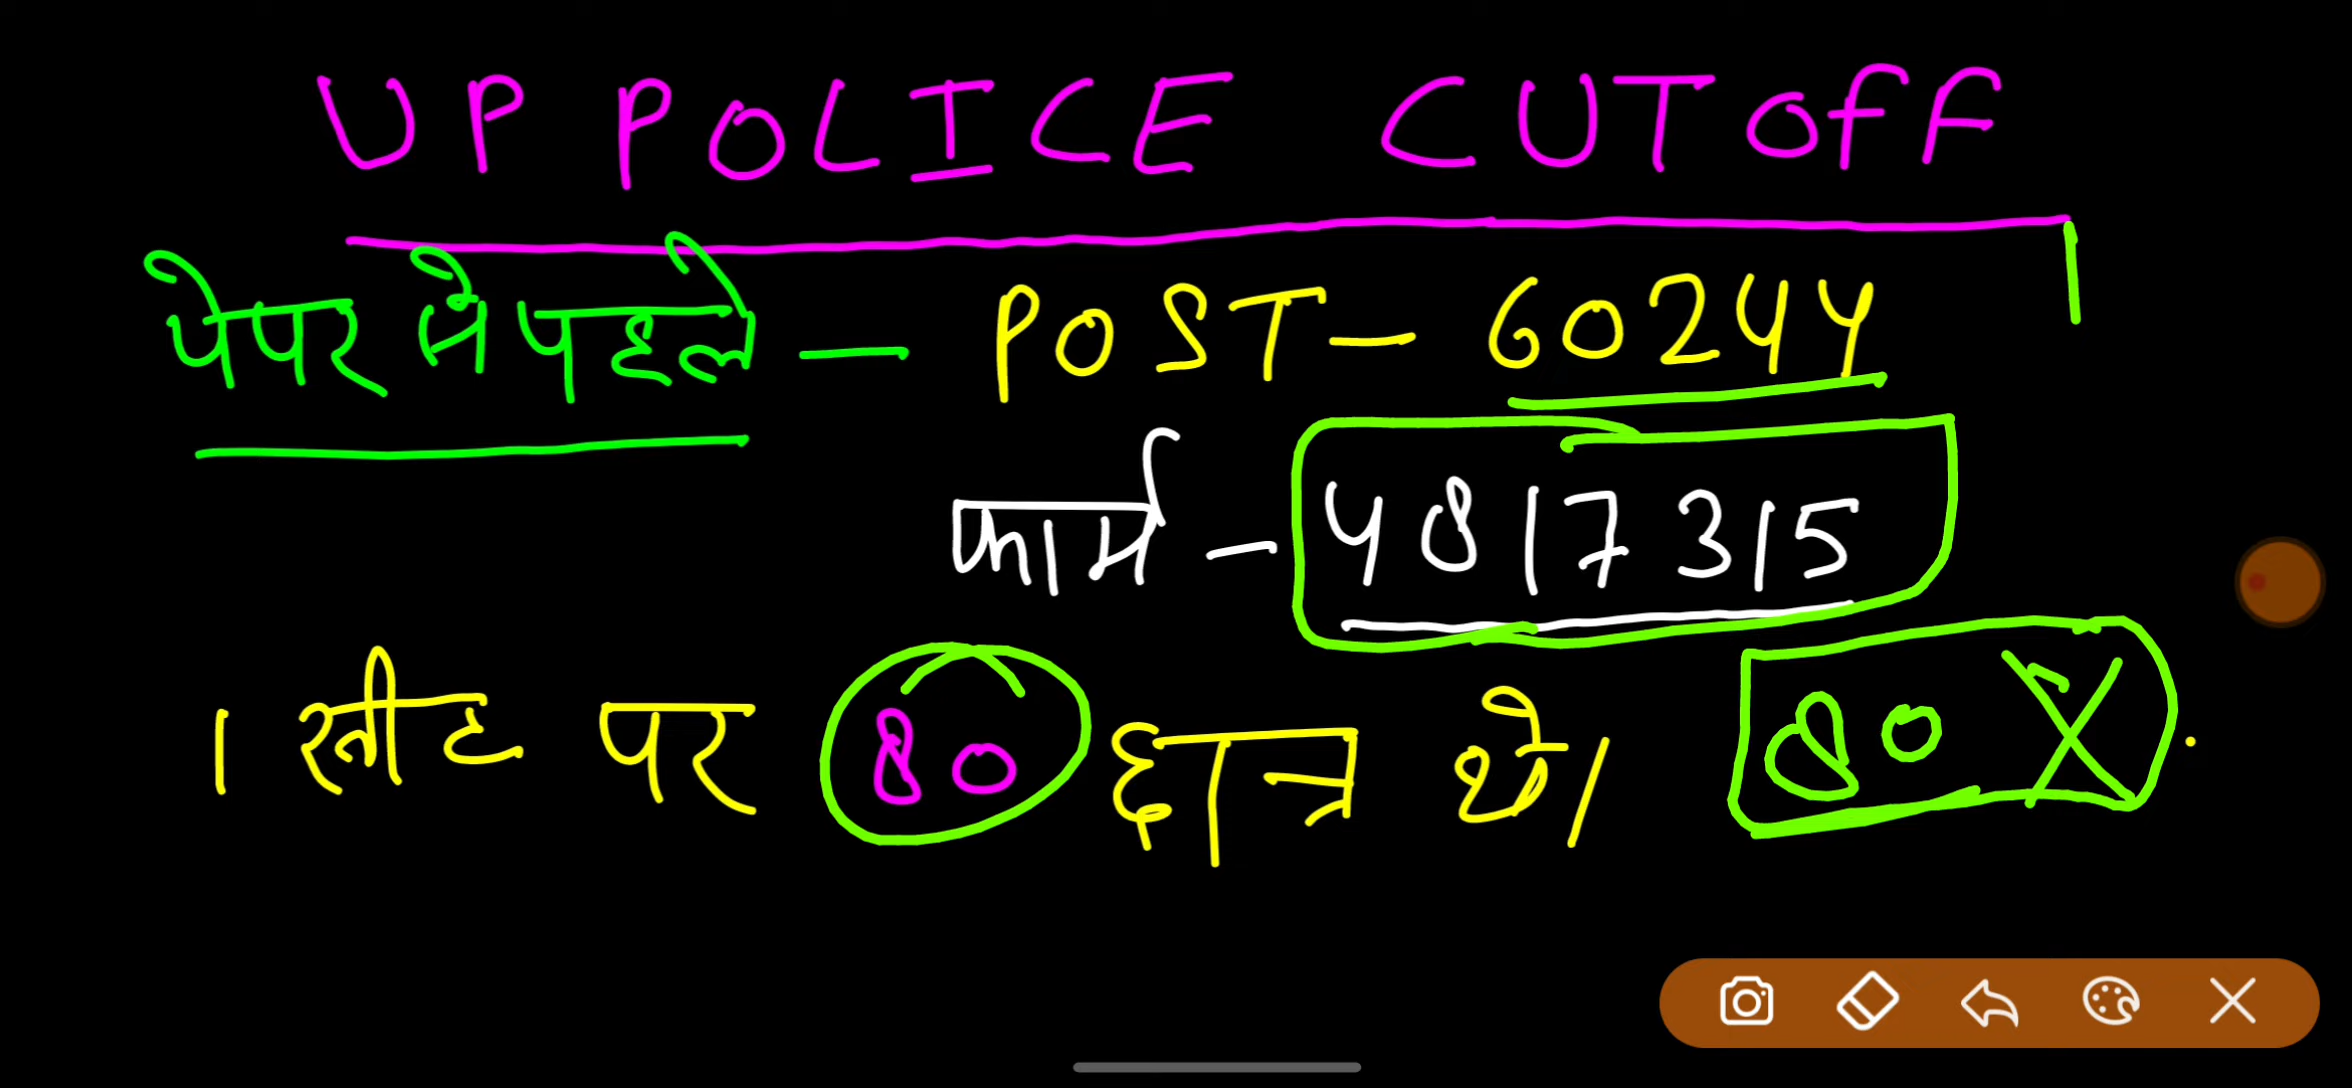 UP POLICE CUTOFF
पेपर से पहले — POST - 60244
फार्म - 4817315
1 सीट पर 80 छात्र थे। 80 X.